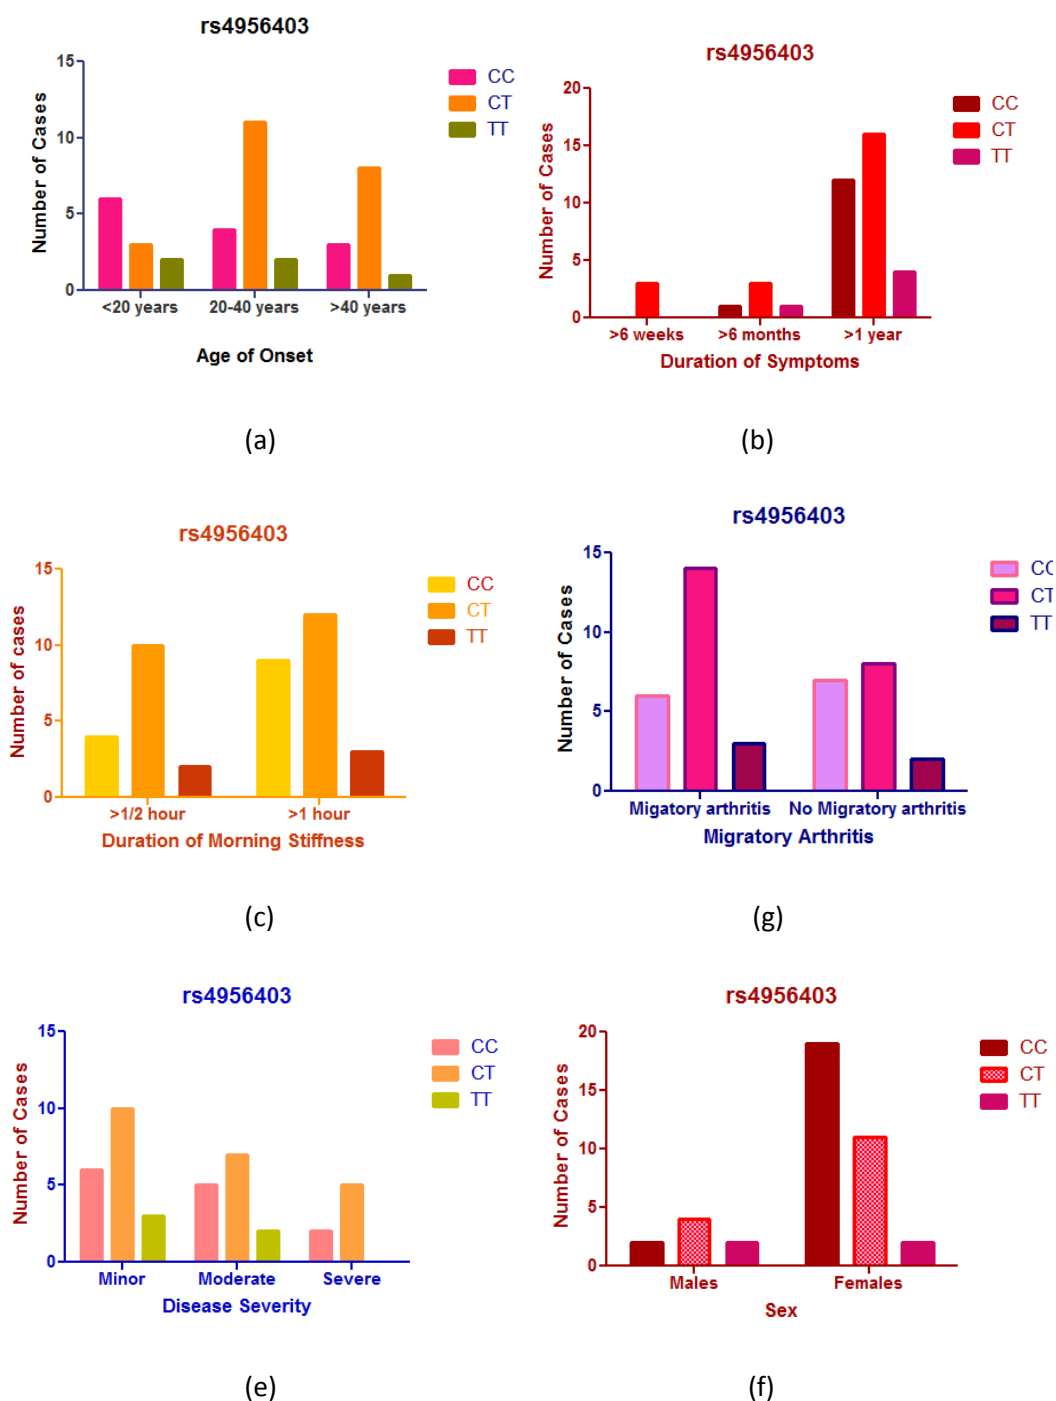 rs4956403
15
10
5
0
Number of Cases
CC
CT
TT
<20 years
20-40 years
>40 years
Age of Onset
(a)
rs4956403
20
15
10
5
0
Number of Cases
CC
CT
TT
>6 weeks
>6 months
>1 year
Duration of Symptoms
(b)
rs4956403
15
10
5
0
Number of cases
CC
CT
TT
>1/2 hour
>1 hour
Duration of Morning Stiffness
(c)
rs4956403
15
10
5
0
Number of Cases
CC
CT
TT
Migatory arthritis
No Migratory arthritis
Migratory Arthritis
(g)
rs4956403
15
10
5
0
Number of Cases
CC
CT
TT
Minor
Moderate
Severe
Disease Severity
(e)
rs4956403
20
15
10
5
0
Number of Cases
CC
CT
TT
Males
Females
Sex
(f)